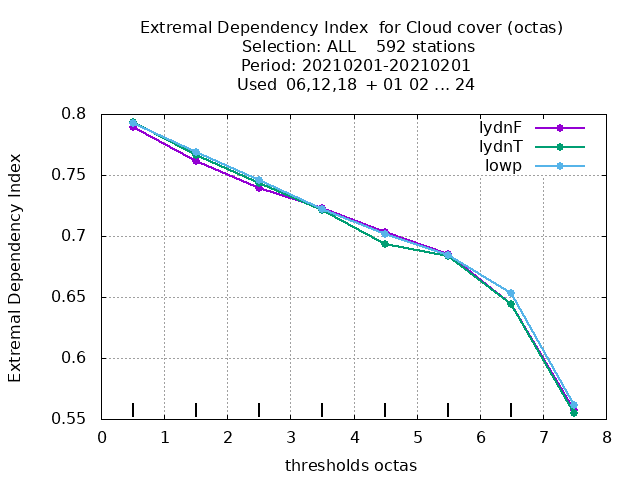 Extremal Dependency Index  for Cloud cover (octas)
Selection: ALL    592 stations
Period: 20210201-20210201
Used  06,12,18  + 01 02 ... 24
lydnF
lydnT
lowp
Extremal Dependency Index
0.8
0.75
0.7
0.65
0.6
0.55
0 1 2 3 4 5 6 7 8
thresholds octas